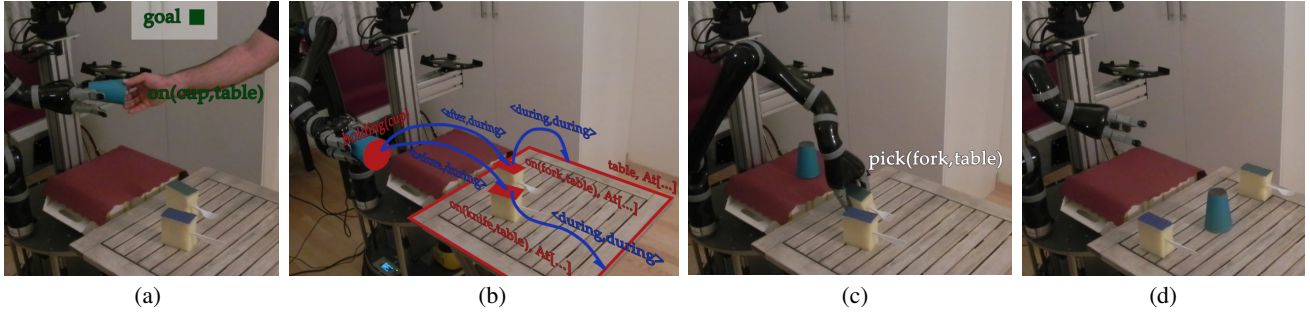 goal
on(cup,table)
holding(cup)
<after,during>
<during,during>
<before,during>
table, At[...]
on(fork,table), At[...]
on(knife,table), At[...]
<during,during>
pick(fork,table)
(a)
(b)
(c)
(d)